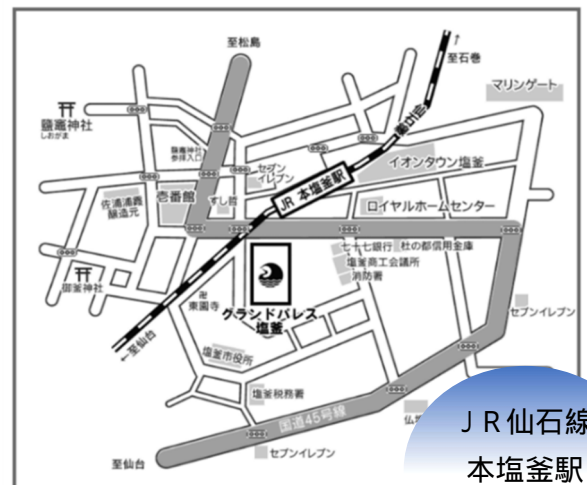 至松島
↑
至石巻
マリンゲート
鹽竈神社
しおがま
鹽竈神社
参拝入口
セブン
イレブン
JR 本塩釜駅
仙石線
イオンタウン塩釜
佐浦浦霞
醸造元
壱番館
すし哲
ロイヤルホームセンター
七十七銀行
杜の都信用金庫
塩釜商工会議所
消防署
御釜神社
卍
東園寺
グランドパレス
塩釜
セブンイレブン
←至仙台
塩釜市役所
塩釜税務署
国道45号線
至仙台
セブンイレブン
JR仙石線
本塩釜駅